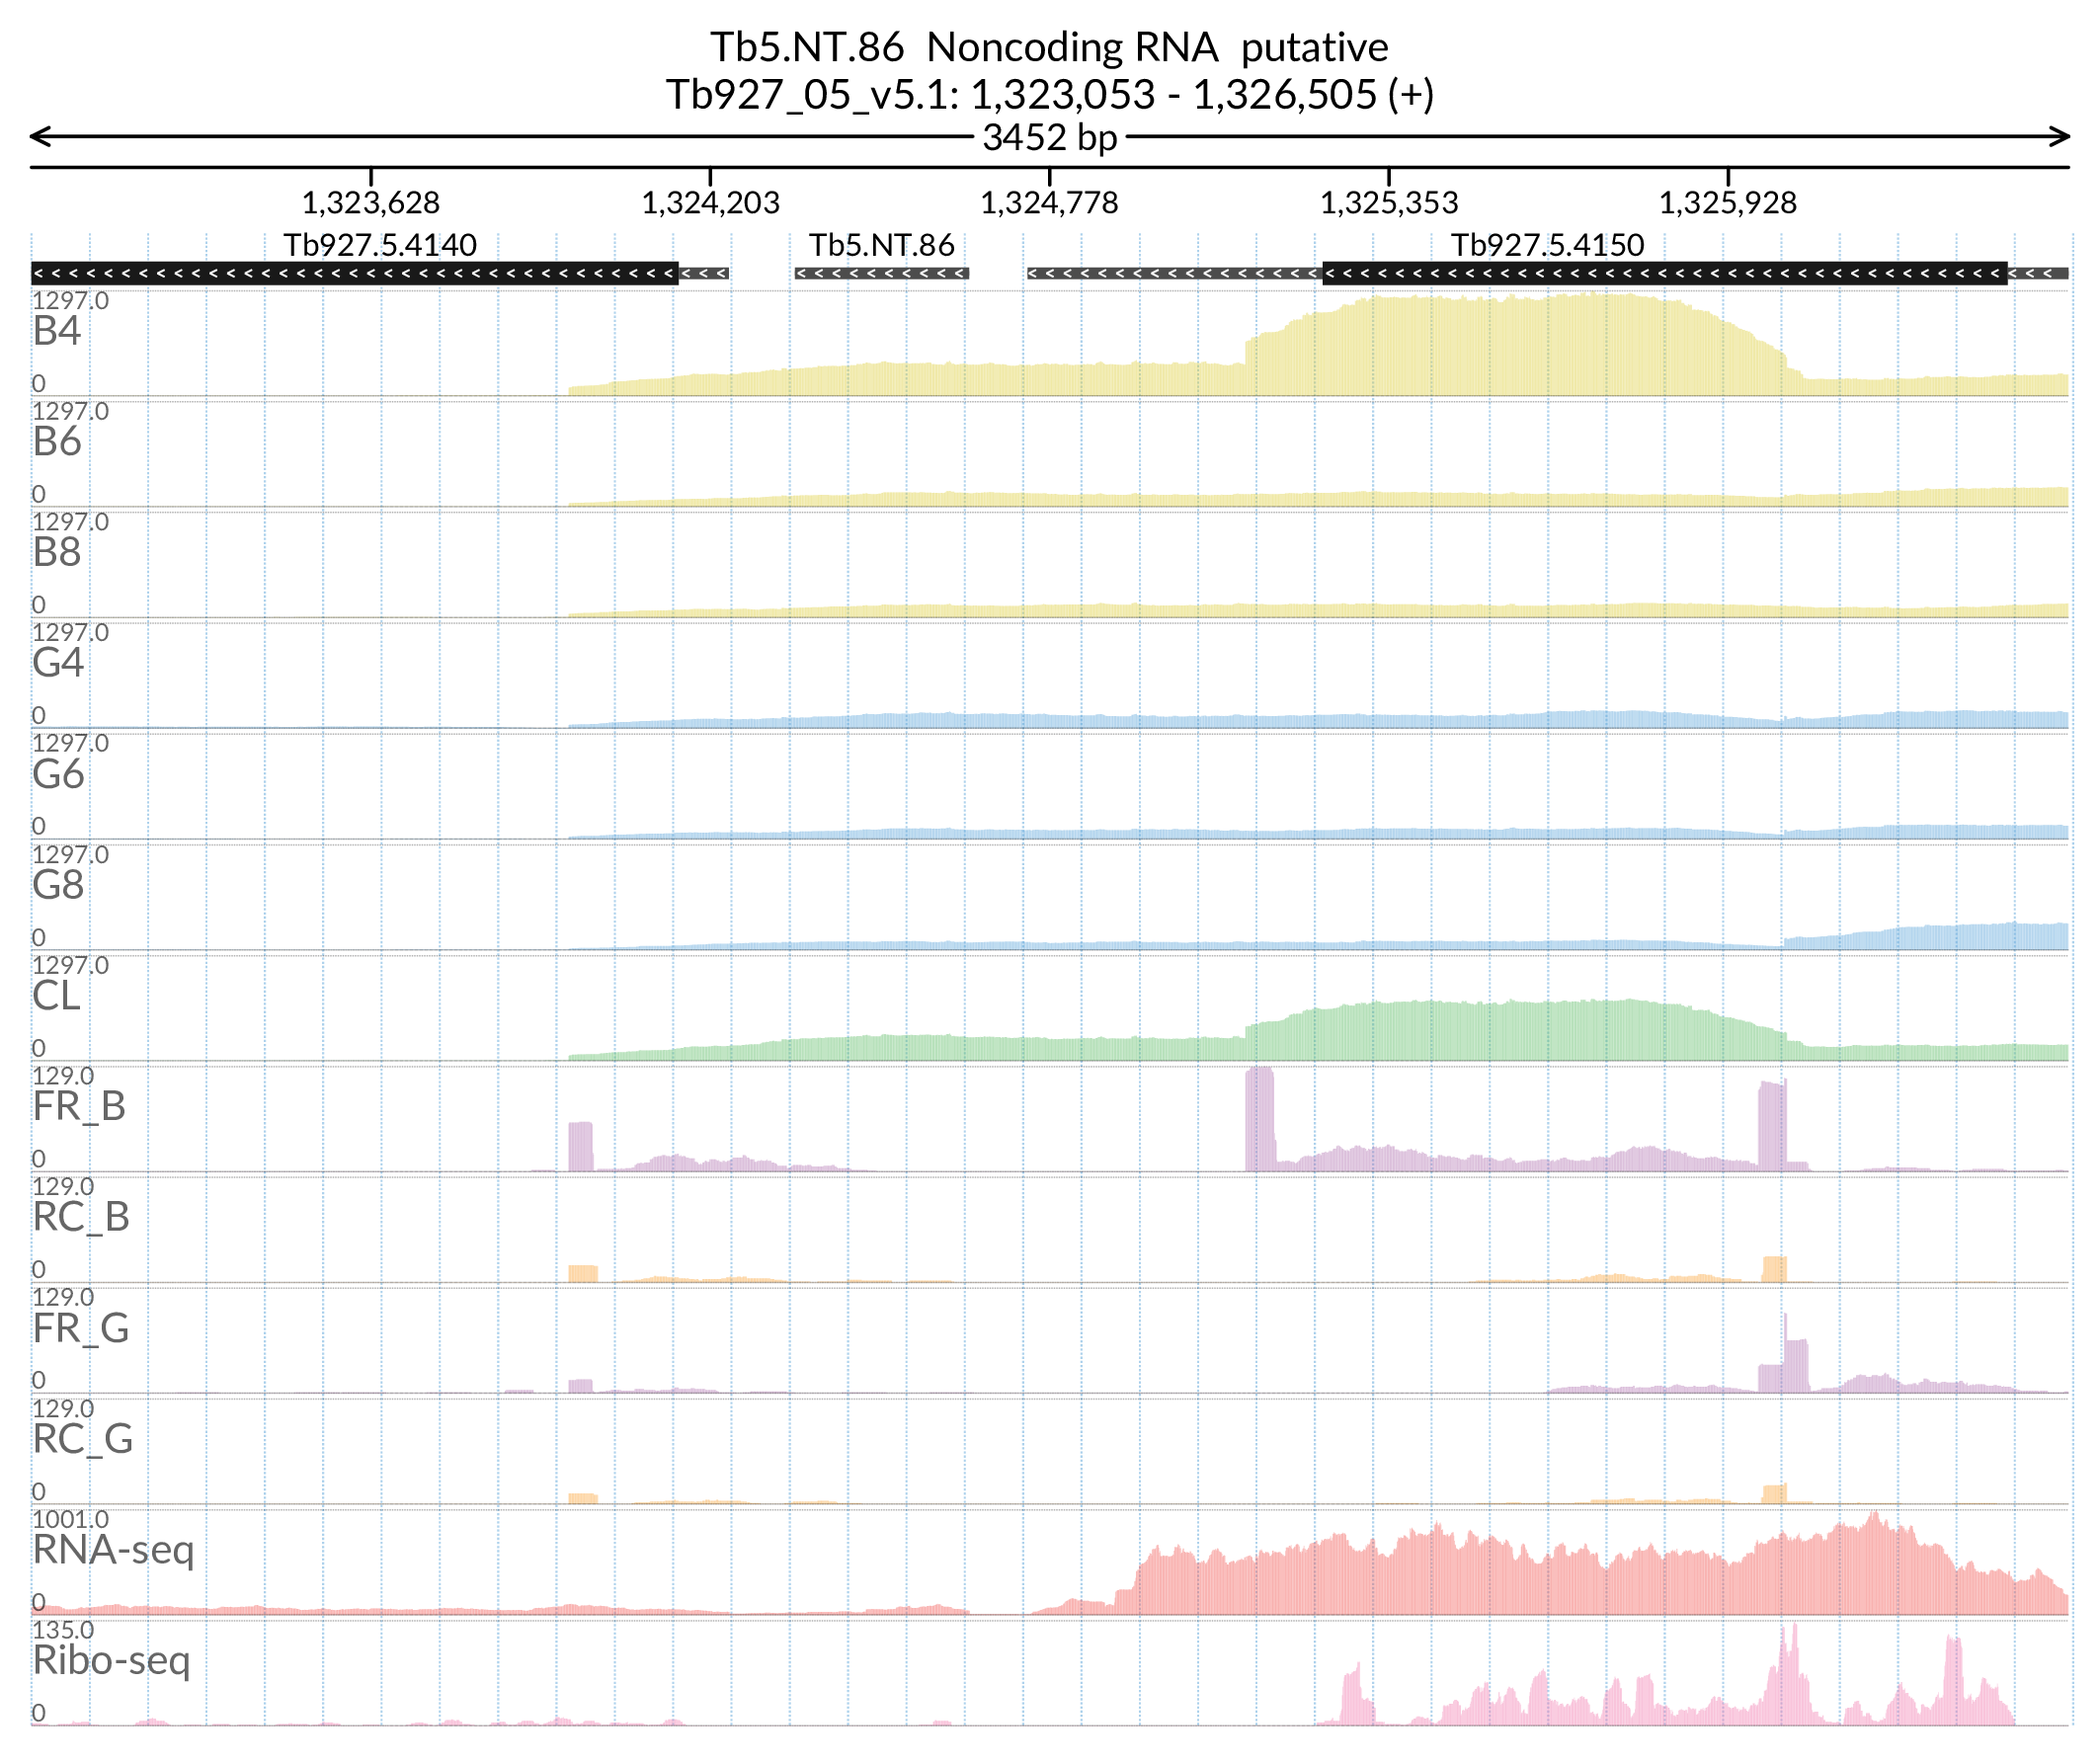 Tb5.NT.86  Noncoding RNA  putative
Tb927_05_v5.1: 1,323,053 - 1,326,505 (+)
3452 bp
1,323,628 1,324,203 1,324,778 1,325,353 1,325,928
Tb927.5.4140 Tb5.NT.86 Tb927.5.4150
1297.0
B4
0
1297.0
B6
0
1297.0
B8
0
1297.0
G4
0
1297.0
G6
0
1297.0
G8
0
1297.0
CL
0
129.0
FR_B
0
129.0
RC_B
0
129.0
FR_G
0
129.0
RC_G
0
1001.0
RNA-seq
0
135.0
Ribo-seq
0